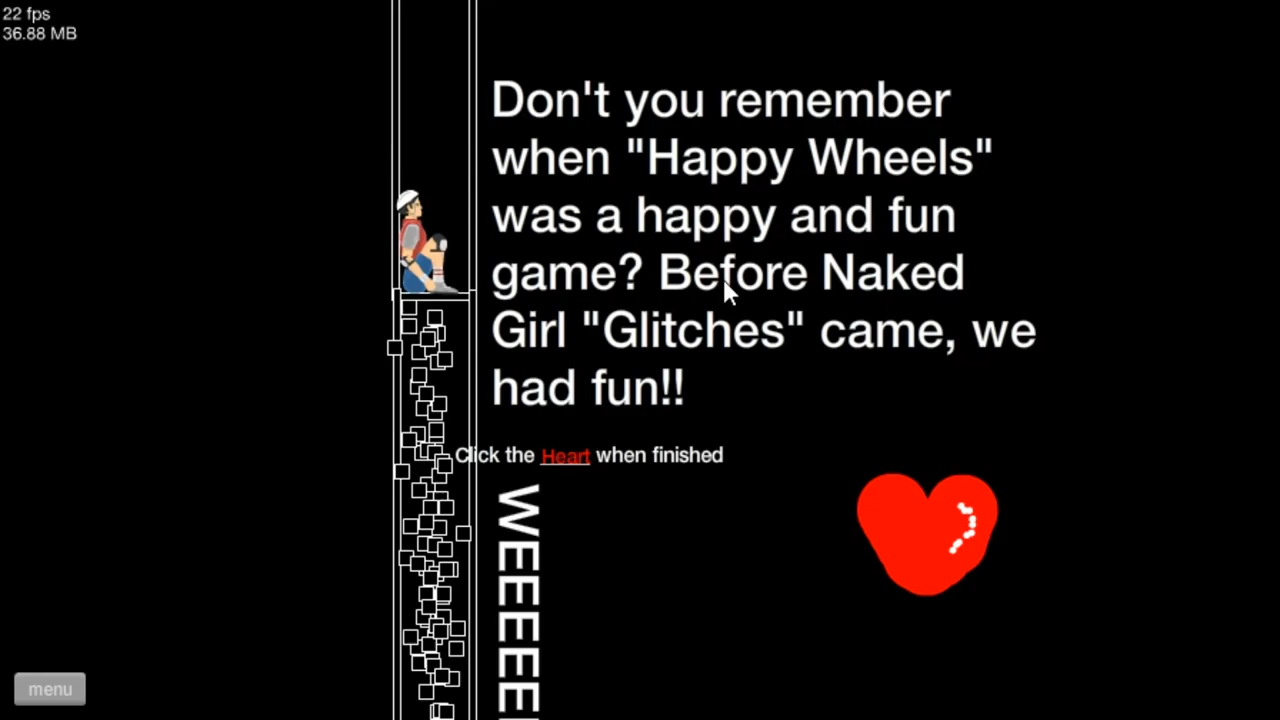 22 fps
36.88 MB
Don't you remember
when "Happy Wheels"
was a happy and fun
game? Before Naked
Girl "Glitches" came, we
had fun!!
Click the Heart when finished
WEEEEE
menu